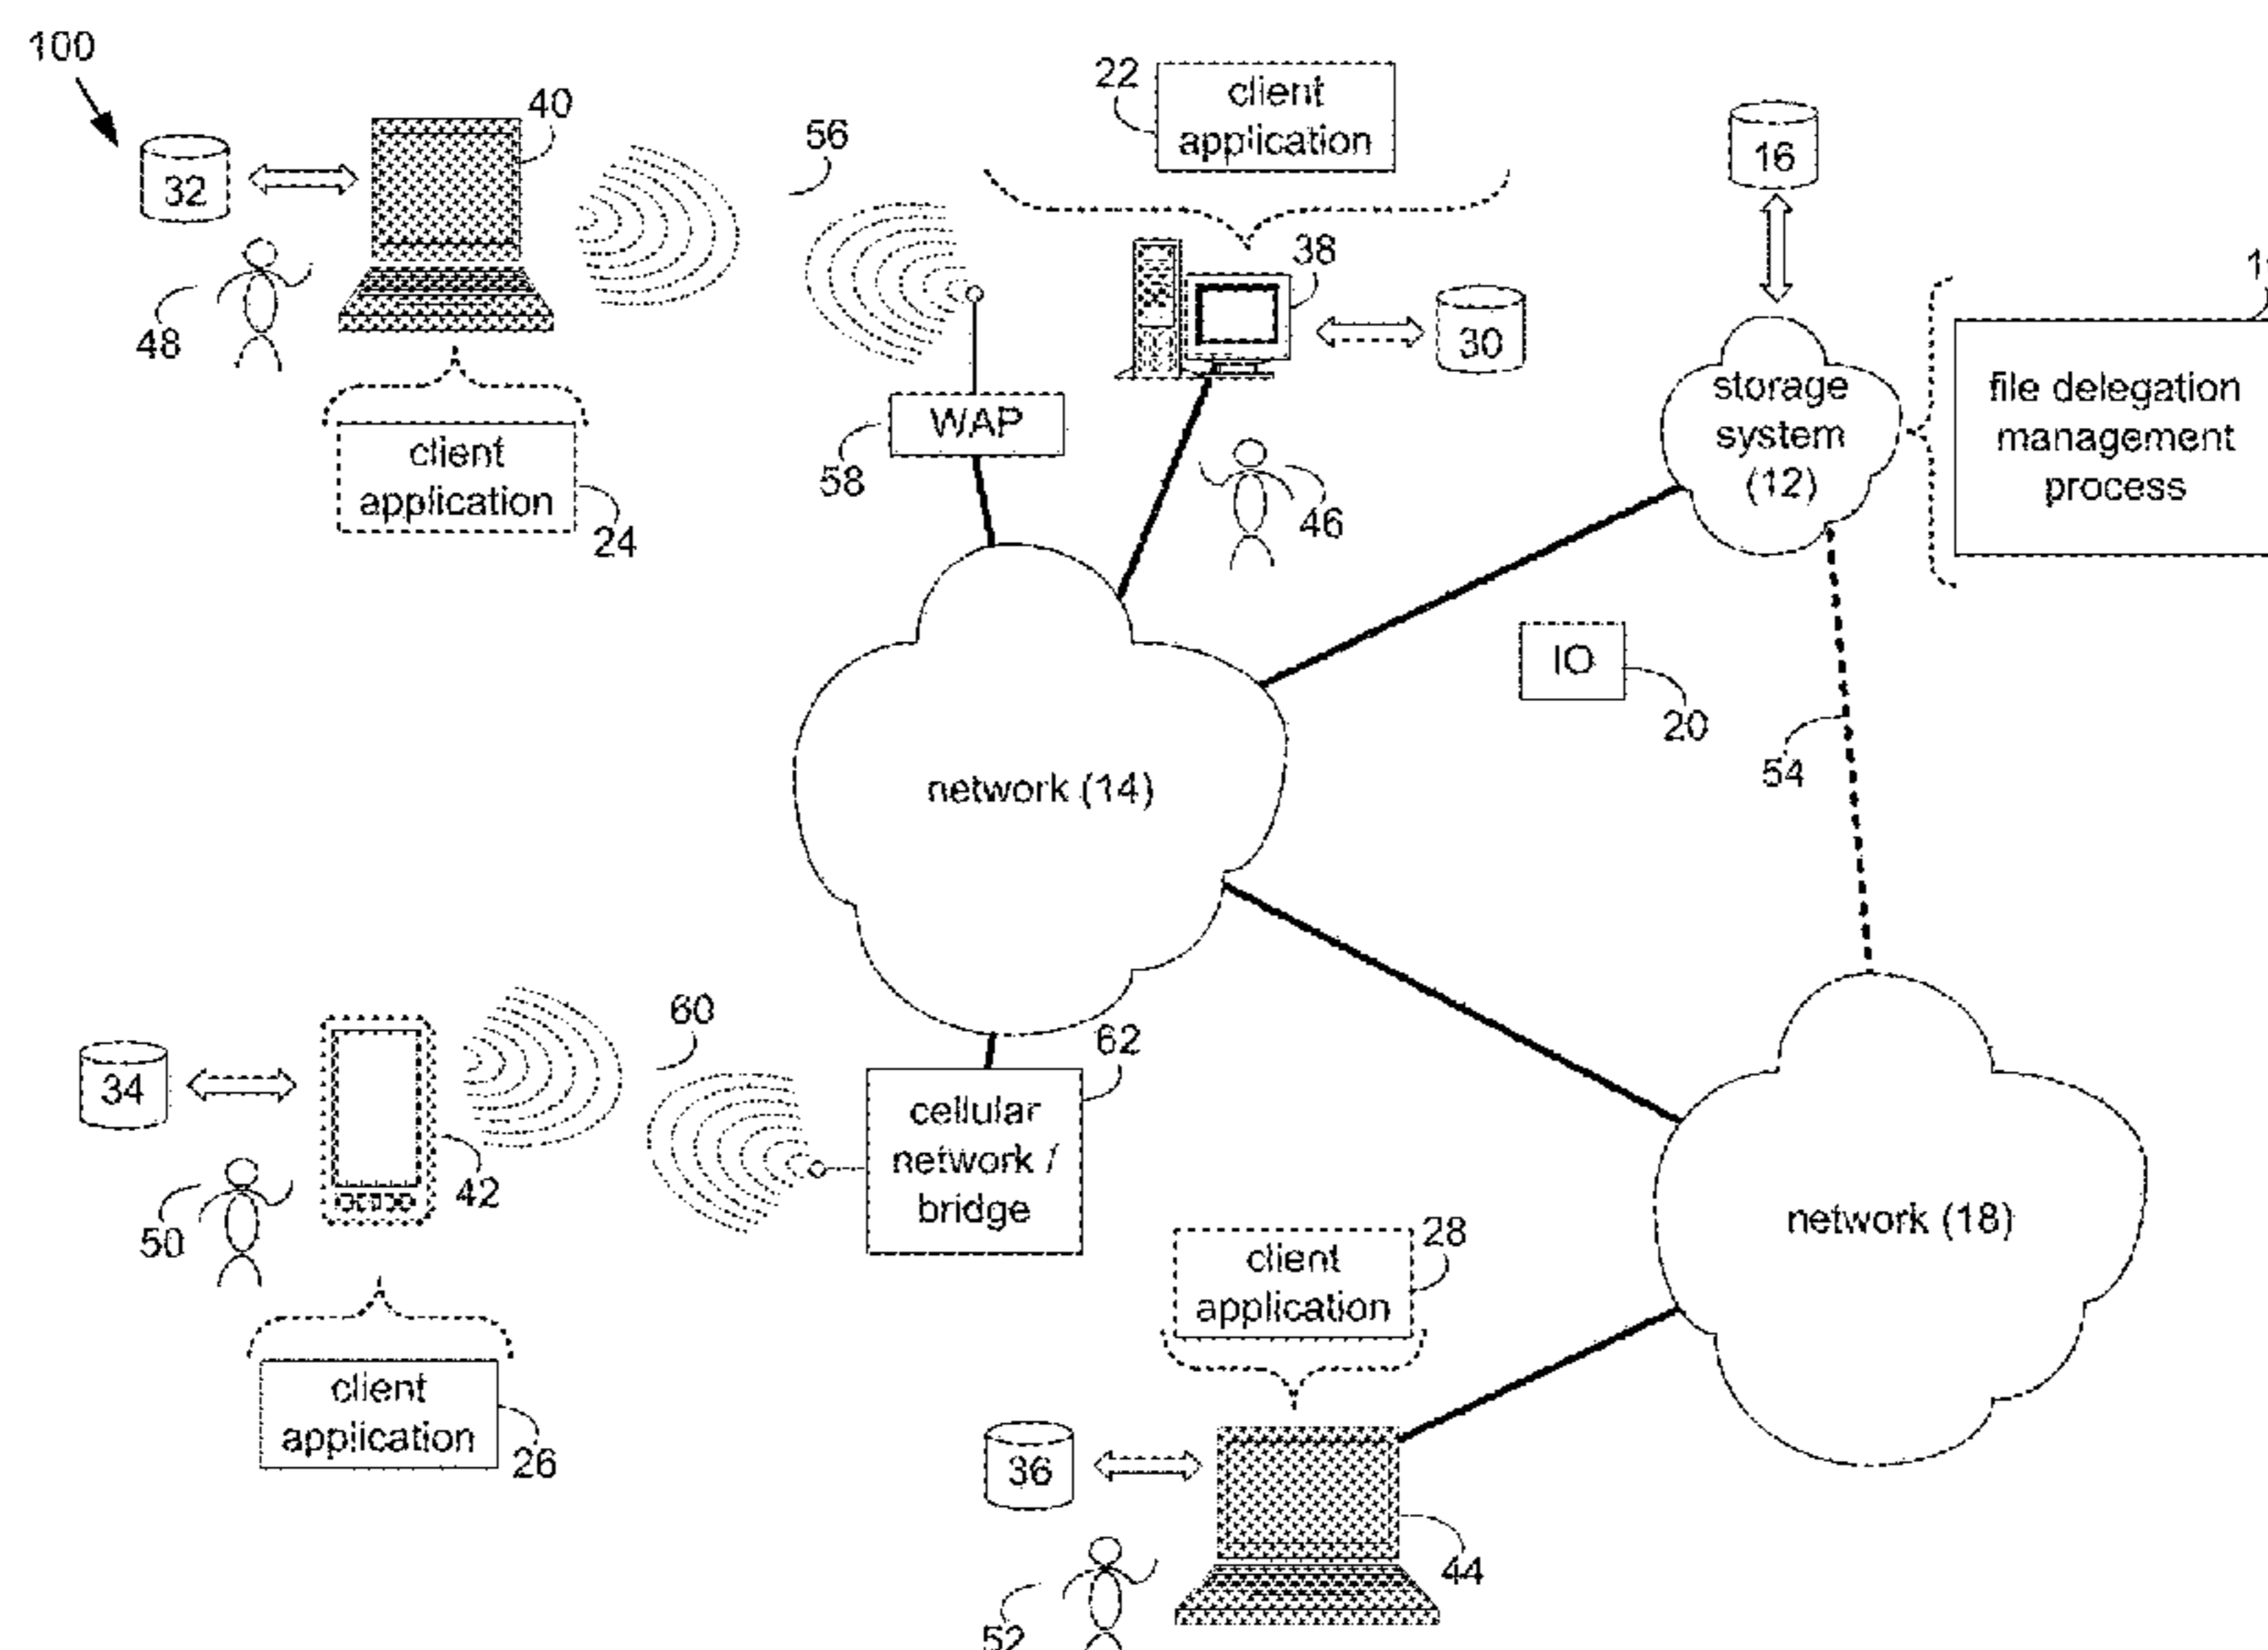 100
32
40
48
client
application
24
56
WAP
58
22
client
application
38
30
46
16
storage
system
(12)
file delegation
management
process
IO
20
54
network (14)
34
42
50
60
62
cellular
network /
bridge
client
application
26
client
application
28
36
44
52
network (18)